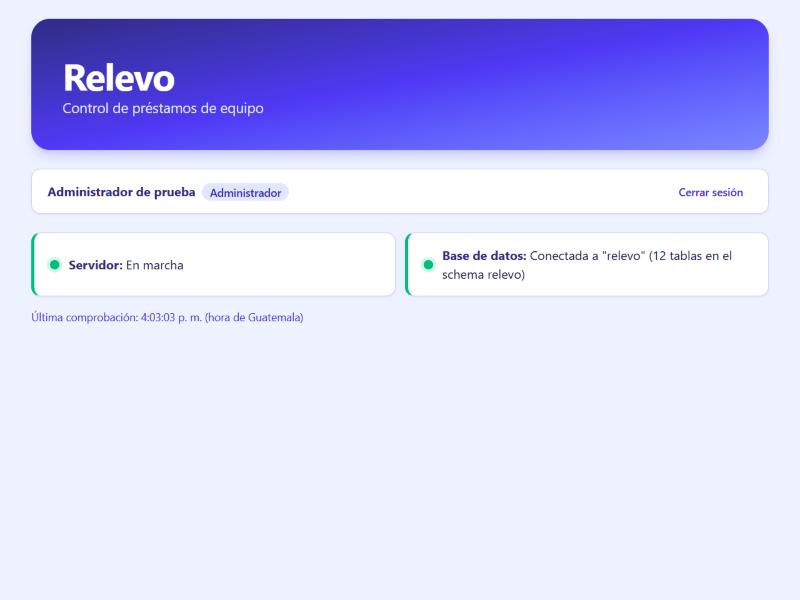 Relevo
Control de préstamos de equipo
Administrador de prueba Administrador Cerrar sesión
Servidor: En marcha
Base de datos: Conectada a "relevo" (12 tablas en el
schema relevo)
Última comprobación: 4:03:03 p. m. (hora de Guatemala)